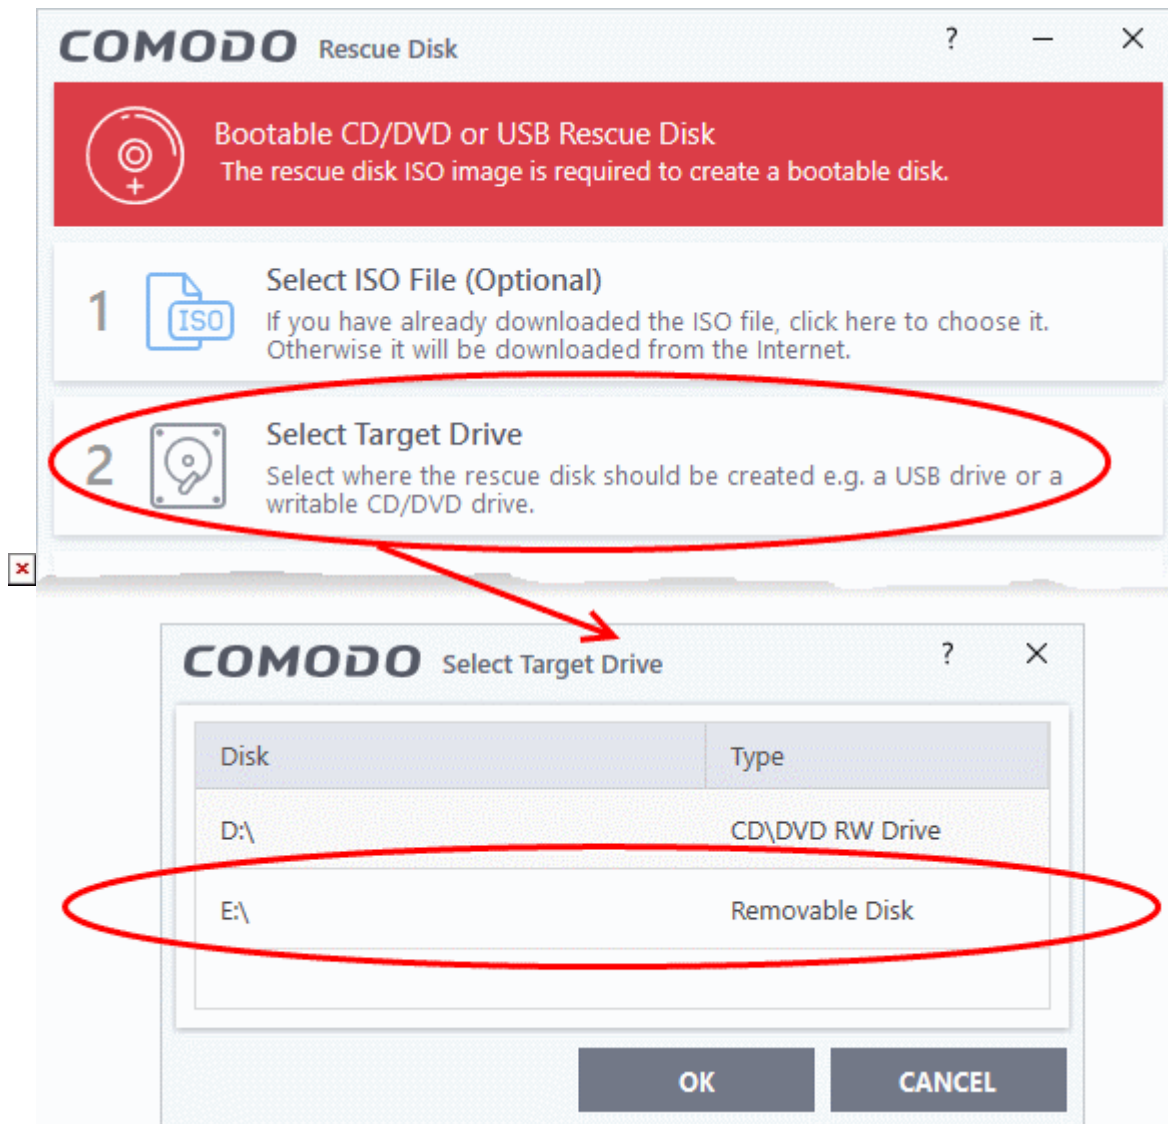 COMODO Rescue Disk ? — ×
Bootable CD/DVD or USB Rescue Disk
The rescue disk ISO image is required to create a bootable disk.
1 ISO Select ISO File (Optional)
If you have already downloaded the ISO file, click here to choose it.
Otherwise it will be downloaded from the Internet.
2 Select Target Drive
Select where the rescue disk should be created e.g. a USB drive or a
writable CD/DVD drive.
COMODO Select Target Drive ? ×
Disk Type
D:\ CD\DVD RW Drive
E:\ Removable Disk
OK CANCEL